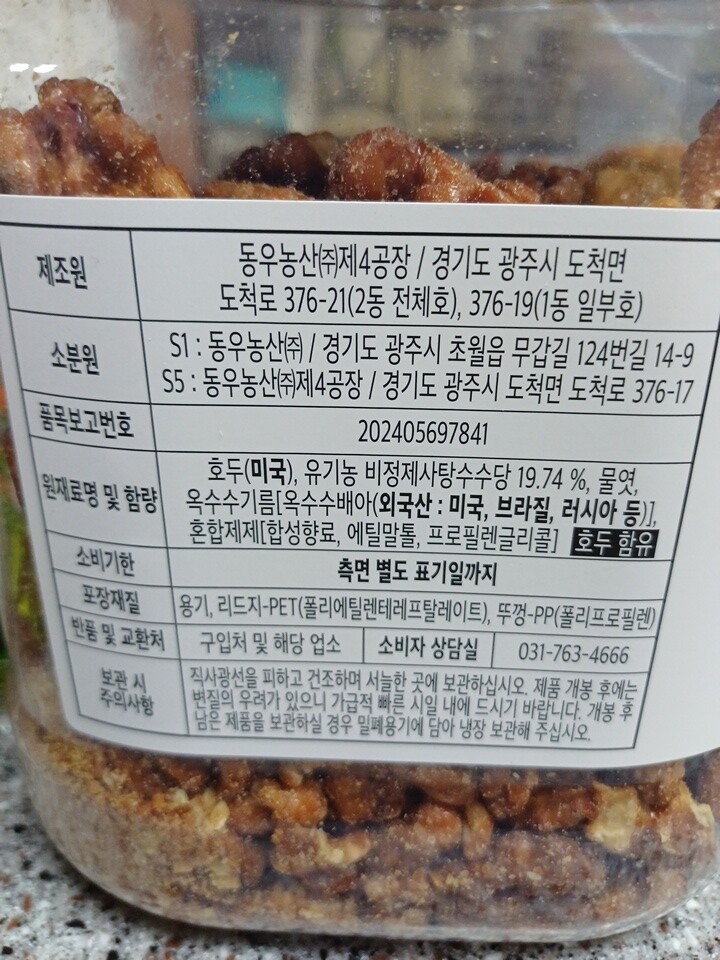 제조원
동우농산㈜제4공장 / 경기도 광주시 도척면
도척로 376-21(2동 전체호), 376-19(1동 일부호)
소분원
S1 : 동우농산㈜ / 경기도 광주시 초월읍 무갑길 124번길 14-9
S5 : 동우농산㈜제4공장 / 경기도 광주시 도척면 도척로 376-17
품목보고번호
202405697841
원재료명 및 함량
호두(미국), 유기농 비정제사탕수수당 19.74 %, 물엿,
옥수수기름[옥수수배아(외국산 : 미국, 브라질, 러시아 등)],
혼합제제[합성향료, 에틸말톨, 프로필렌글리콜] 호두 함유
소비기한
측면 별도 표기일까지
포장재질
용기, 리드지-PET(폴리에틸렌테레프탈레이트), 뚜껑-PP(폴리프로필렌)
반품 및 교환처
구입처 및 해당 업소
소비자 상담실
031-763-4666
보관 시
주의사항
직사광선을 피하고 건조하며 서늘한 곳에 보관하십시오. 제품 개봉 후에는
변질의 우려가 있으니 가급적 빠른 시일 내에 드시기 바랍니다. 개봉 후
남은 제품을 보관하실 경우 밀폐용기에 담아 냉장 보관해 주십시오.